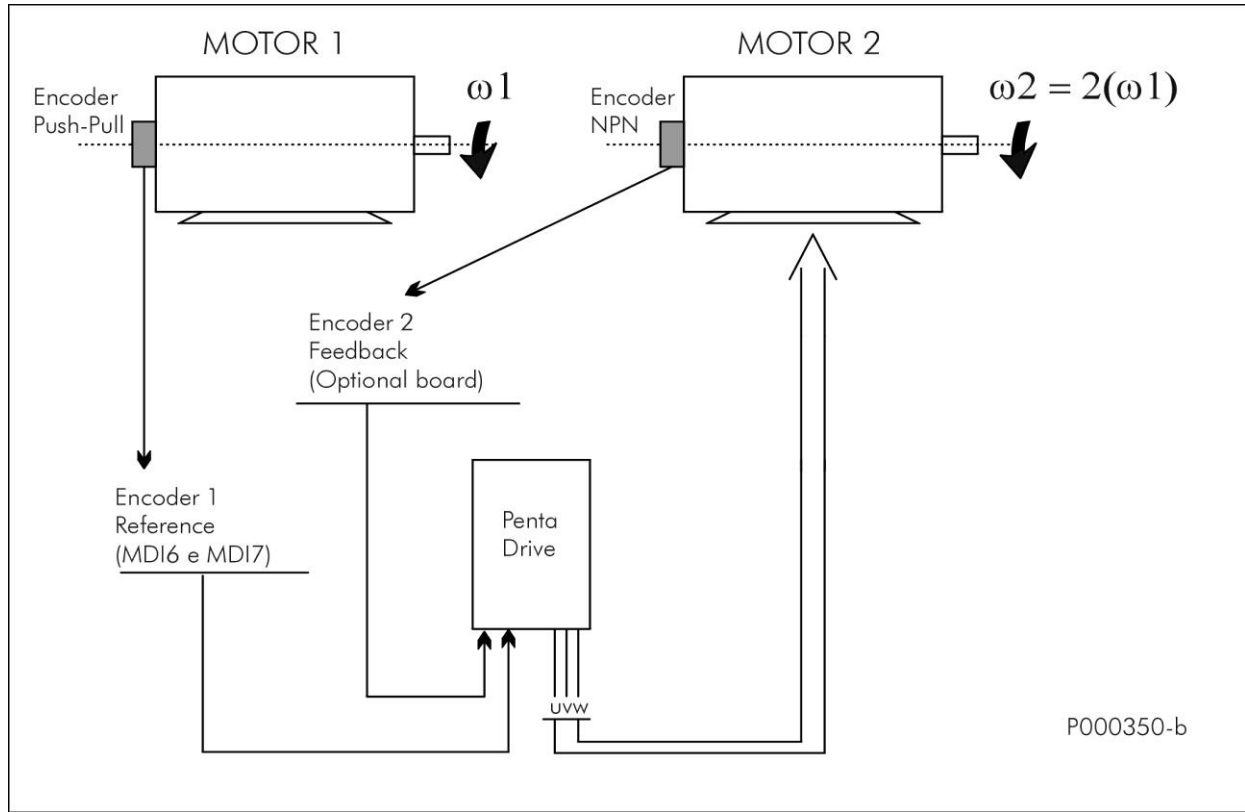 MOTOR 1
Encoder
Push-Pull
ω1
MOTOR 2
Encoder
NPN
ω2 = 2(ω1)
Encoder 2
Feedback
(Optional board)
Encoder 1
Reference
(MDI6 e MDI7)
Penta
Drive
UVW
P000350-b